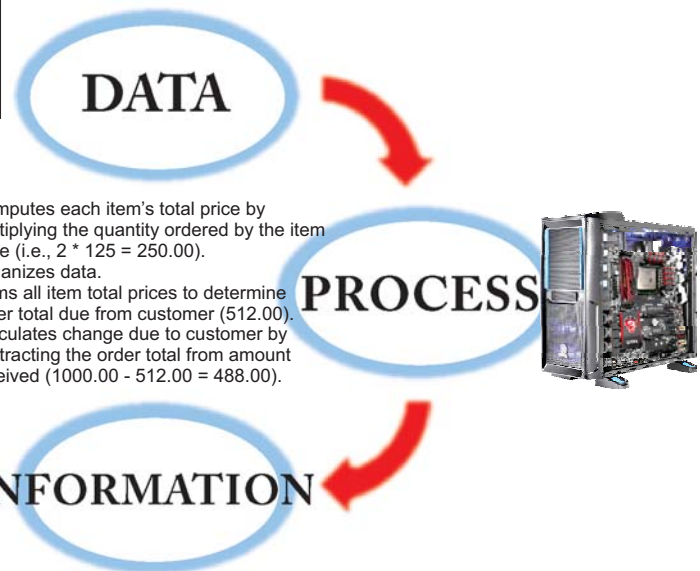 DATA
mputes each item's total price by
tiplying the quantity ordered by the item
e (i.e., 2 * 125 = 250.00).
anizes data.
ms all item total prices to determine
er total due from customer (512.00).
culates change due to customer by
tracting the order total from amount
eived (1000.00 - 512.00 = 488.00).
PROCESS
NFORMATION